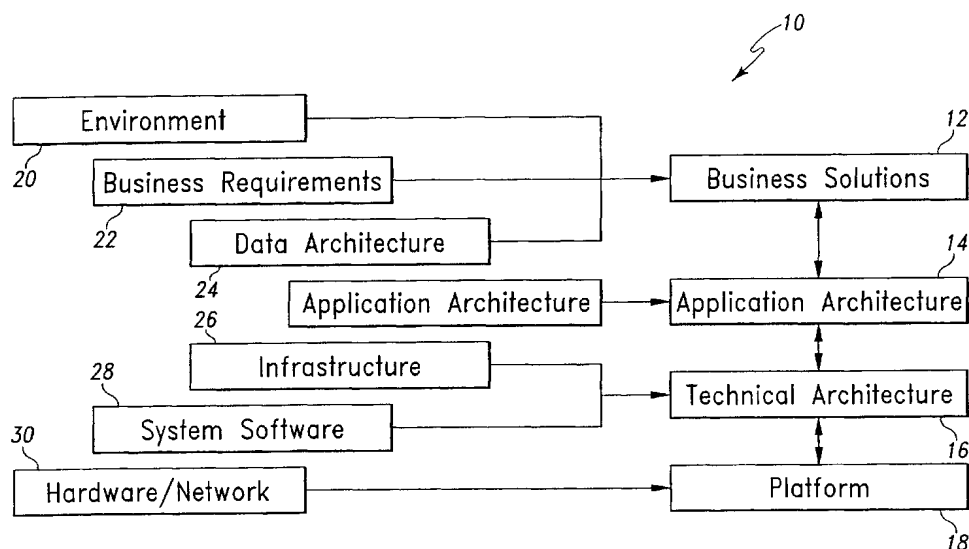 10
Environment
20
12
Business Requirements
22
Business Solutions
Data Architecture
24
14
Application Architecture
Application Architecture
26
Infrastructure
28
Technical Architecture
16
System Software
30
Hardware/Network
Platform
18